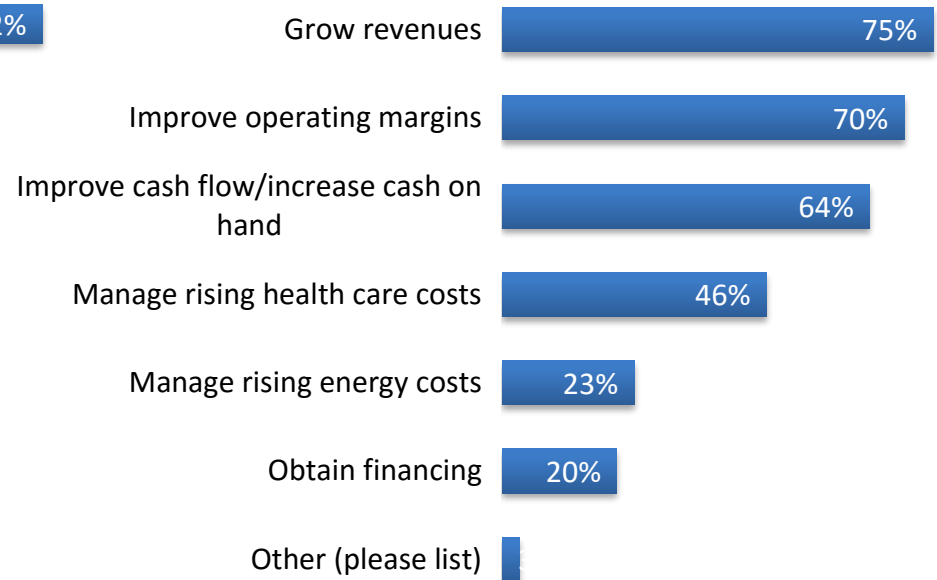 2%
Grow revenues
75%
Improve operating margins
70%
Improve cash flow/increase cash on
hand
64%
Manage rising health care costs
46%
Manage rising energy costs
23%
Obtain financing
20%
Other (please list)